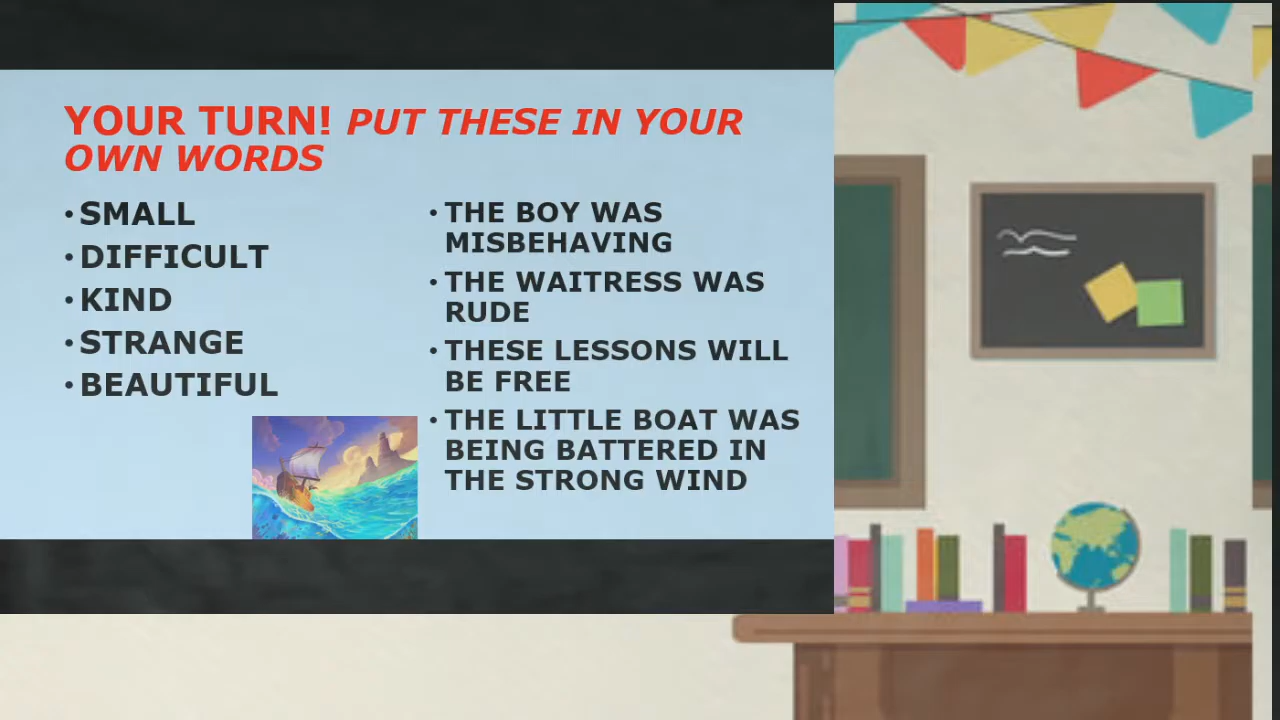 YOUR TURN! PUT THESE IN YOUR
OWN WORDS
• SMALL
• DIFFICULT
• KIND
• STRANGE
• BEAUTIFUL
• THE BOY WAS
MISBEHAVING
• THE WAITRESS WAS
RUDE
• THESE LESSONS WILL
BE FREE
• THE LITTLE BOAT WAS
BEING BATTERED IN
THE STRONG WIND